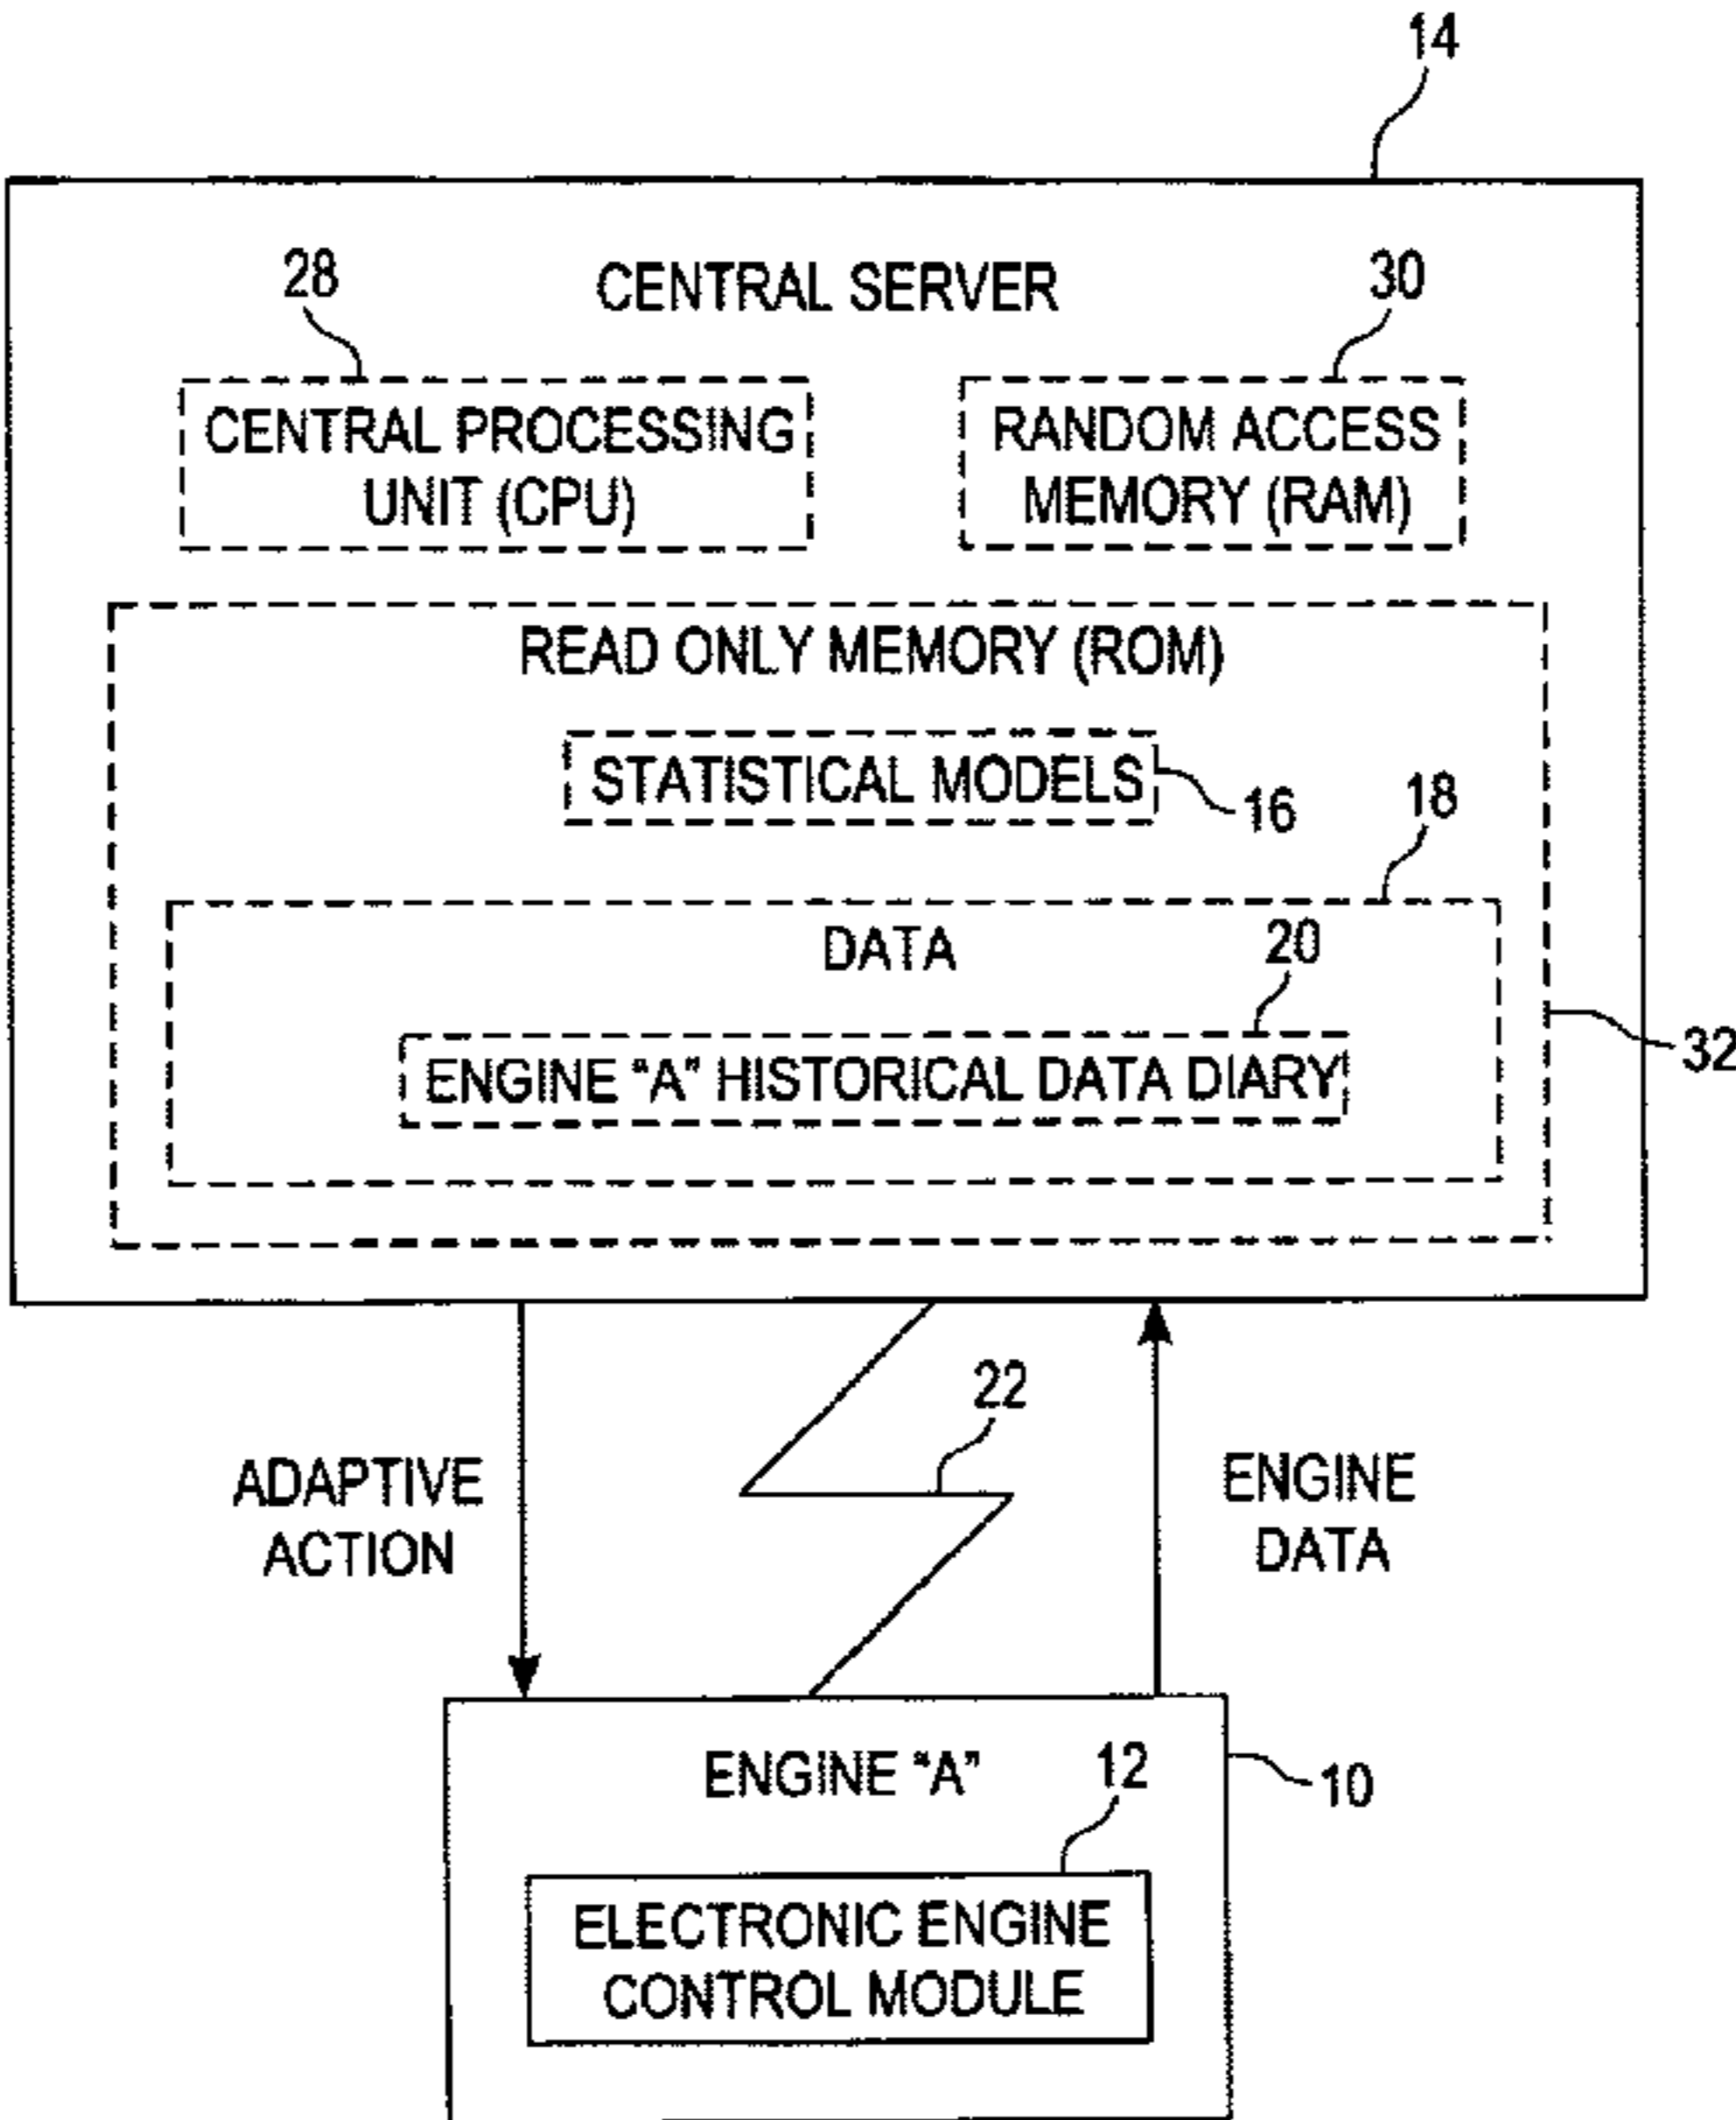 14
28
CENTRAL SERVER
30
CENTRAL PROCESSING
UNIT (CPU)
RANDOM ACCESS
MEMORY (RAM)
READ ONLY MEMORY (ROM)
STATISTICAL MODELS
16
18
DATA
20
ENGINE “A” HISTORICAL DATA DIARY
32
22
ADAPTIVE
ACTION
ENGINE
DATA
ENGINE “A”
12
10
ELECTRONIC ENGINE
CONTROL MODULE